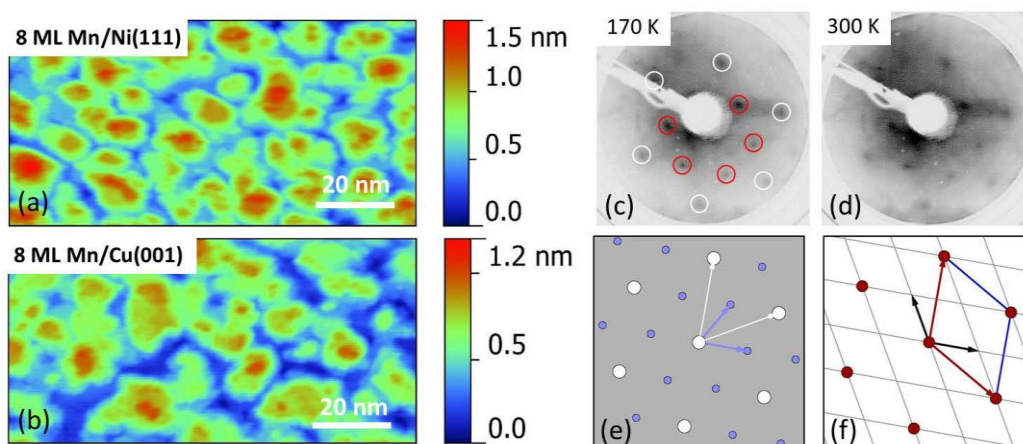 8 ML Mn/Ni(111)
1.5 nm
1.0
0.5
0.0
(a)
20 nm
8 ML Mn/Cu(001)
1.2 nm
0.5
0.0
(b)
20 nm
170 K
(c)
300 K
(d)
(e)
(f)